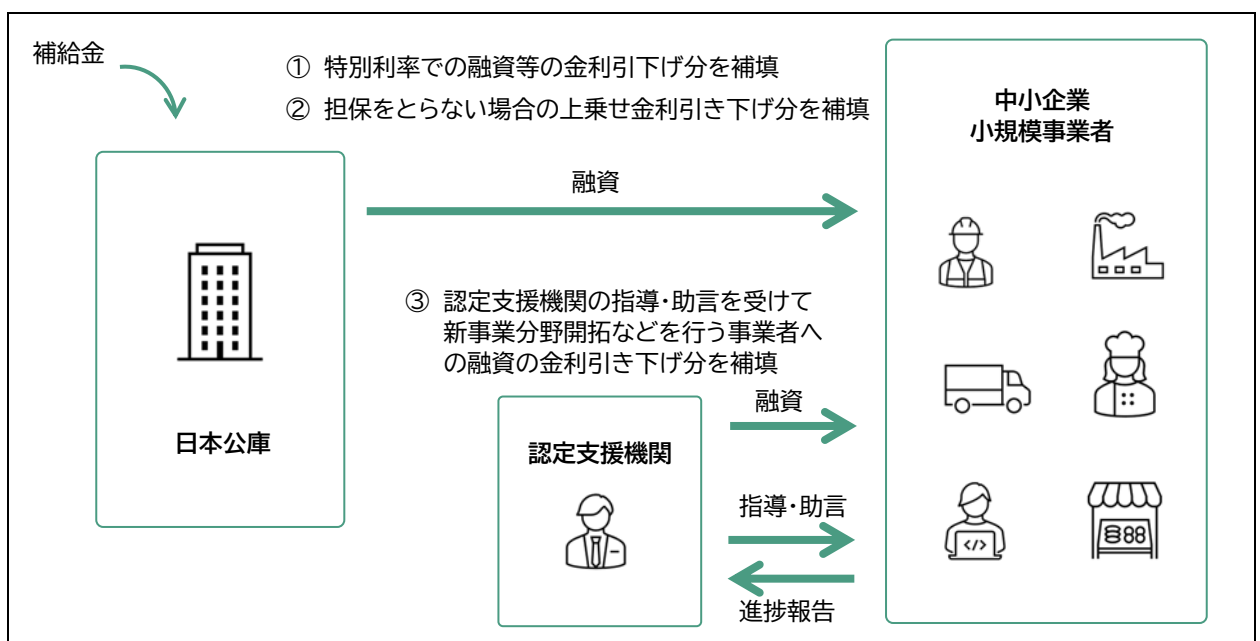 補給金
① 特別利率での融資等の金利引下げ分を補填
② 担保をとらない場合の上乗せ金利引き下げ分を補填
中小企業
小規模事業者
融資
③ 認定支援機関の指導・助言を受けて
新事業分野開拓などを行う事業者へ
の融資の金利引き下げ分を補填
日本公庫
融資
認定支援機関
指導・助言
進捗報告